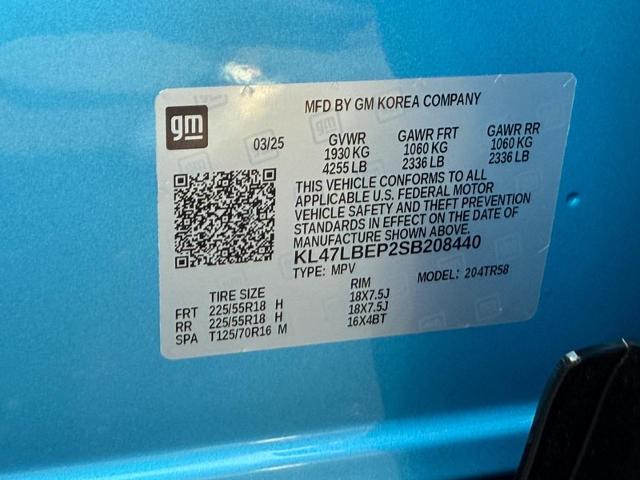 gm
MFD BY GM KOREA COMPANY
03/25
GVWR GAWR FRT GAWR RR
1930 KG 1060 KG 1060 KG
4255 LB 2336 LB 2336 LB
THIS VEHICLE CONFORMS TO ALL
APPLICABLE U.S. FEDERAL MOTOR
VEHICLE SAFETY AND THEFT PREVENTION
STANDARDS IN EFFECT ON THE DATE OF
MANUFACTURE SHOWN ABOVE.
KL47LBEP2SB208440
TYPE: MPV MODEL: 204TR58
TIRE SIZE RIM
FRT 225/55R18 H 18X7.5J
RR 225/55R18 H 18X7.5J
SPA T125/70R16 M 16X4BT